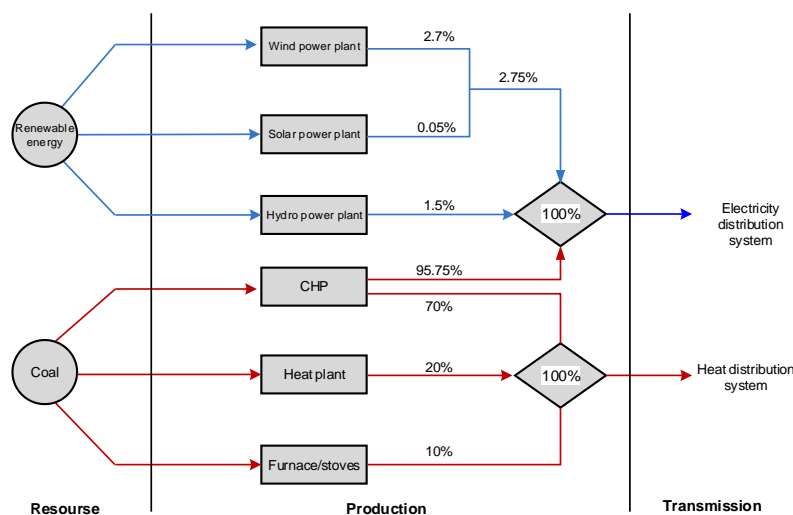 Wind power plant
2.7%
2.75%
Renewable
energy
Solar power plant
0.05%
Hydro power plant
1.5%
100%
Electricity
distribution
system
CHP
95.75%
70%
Coal
Heat plant
20%
100%
Heat distribution
system
Furnace/stoves
10%
Resourse
Production
Transmission